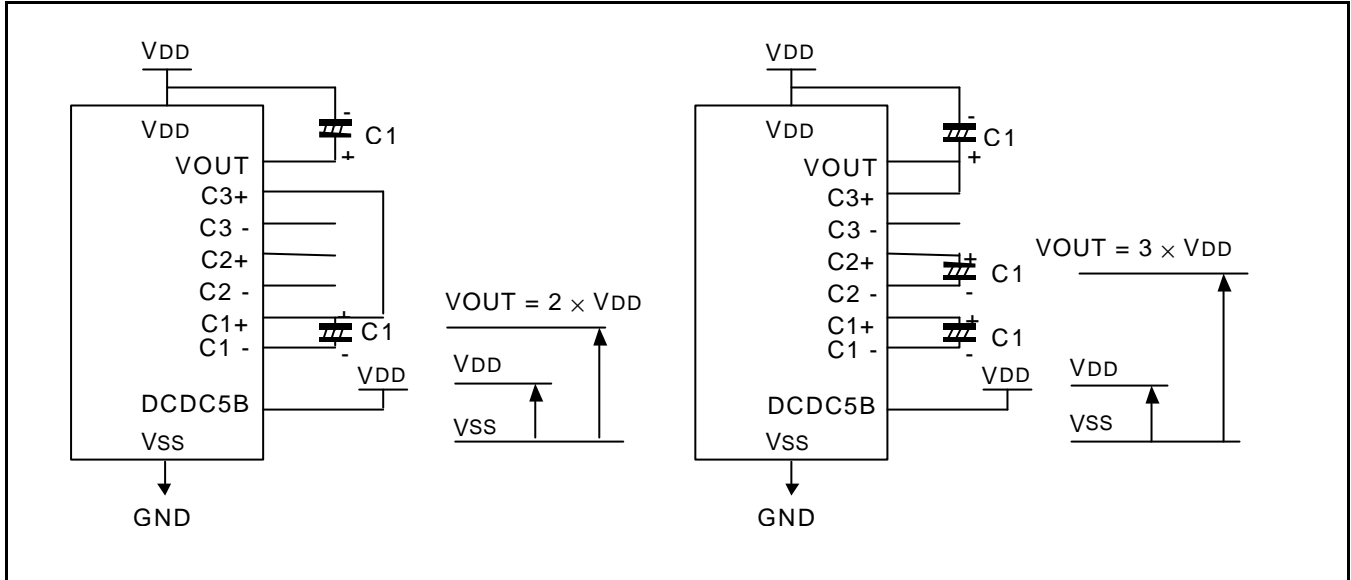 VDD
VDD
- C1
VOUT +
C3+
C3 -
C2+
C2 -
C1+ + C1
C1 - -
VOUT = 2 × VDD
VDD
VDD
DCDC5B
VSS
VSS
GND
VDD
VDD
- C1
VOUT +
C3+
C3 -
C2+ + C1
C2 - -
C1+ + C1
C1 - -
VOUT = 3 × VDD
VDD
VDD
DCDC5B
VSS
VSS
GND